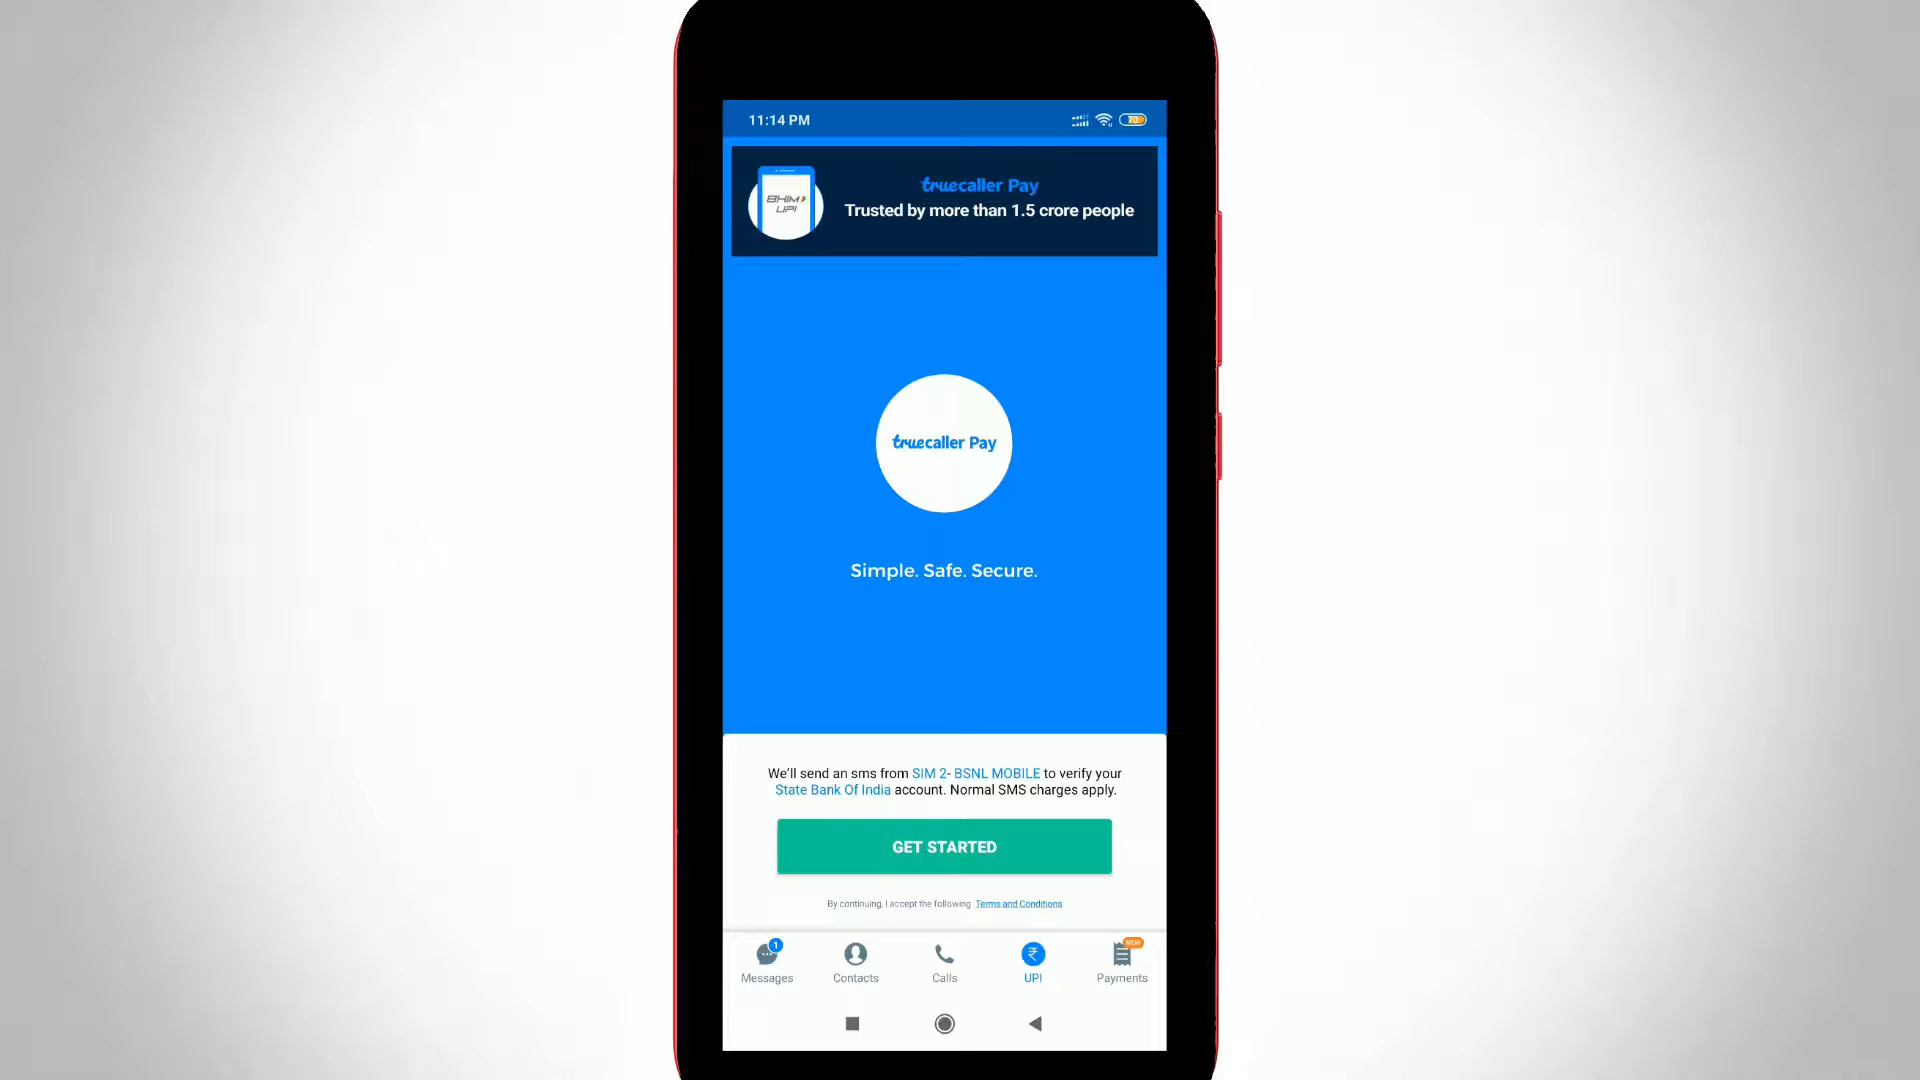 11:14 PM
70
BHIM
UPI
truecaller Pay
Trusted by more than 1.5 crore people
truecaller Pay
Simple. Safe. Secure.
We'll send an sms from SIM 2- BSNL MOBILE to verify your
State Bank Of India account. Normal SMS charges apply.
GET STARTED
By continuing, I accept the following Terms and Conditions
1
NEW
₹
Messages Contacts Calls UPI Payments